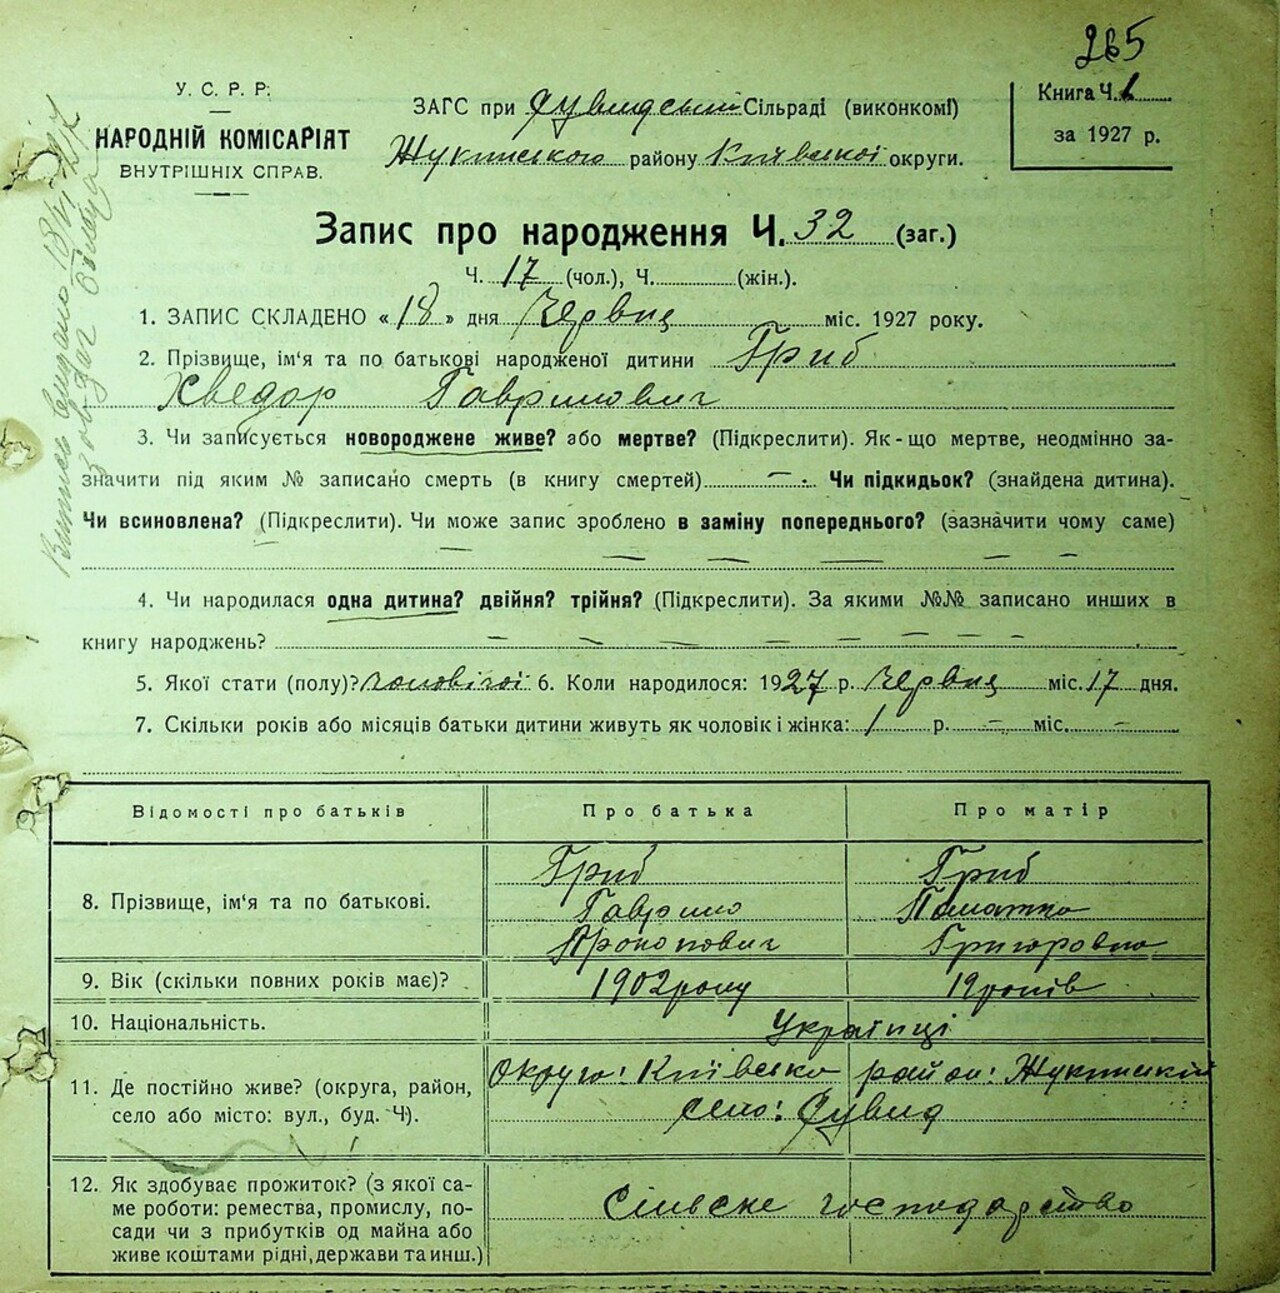 265
У. С. Р. Р.
НАРОДНІЙ КОМІСАРІЯТ
ВНУТРІШНІХ СПРАВ.
ЗАГС при Сувидській Сільраді (виконкомі)
Жукинського району Київської округи.
Книга Ч. 1
за 1927 р.
Запис про народження Ч. 32 (заг.)
Ч. 17 (чол.), Ч. (жін.).
1. ЗАПИС СКЛАДЕНО « 18 » дня Червня міс. 1927 року.
2. Прізвище, ім'я та по батькові народженої дитини Гриб
Хведор Гаврилович
3. Чи записується новороджене живе? або мертве? (Підкреслити). Як-що мертве, неодмінно за-
значити під яким № записано смерть (в книгу смертей) — . Чи підкидьок? (знайдена дитина).
Чи всиновлена? (Підкреслити). Чи може запис зроблено в заміну попереднього? (зазначити чому саме)
— — — — — —
4. Чи народилася одна дитина? двійня? трійня? (Підкреслити). За якими №№ записано инших в
книгу народжень? — — — — — — — —
5. Якої стати (полу)? чоловічої 6. Коли народилося: 1927 р. Червня міс. 17 дня.
7. Скільки років або місяців батьки дитини живуть як чоловік і жінка: 1 р. — міс. —
Відомості про батьків Про батька Про матір
8. Прізвище, ім'я та по батькові.
Гриб Гриб
Гаврило
Прокопович Григоровна
9. Вік (скільки повних років має)? 1902 року 19 років
10. Національність. Українці
11. Де постійно живе? (округа, район,
село або місто: вул., буд. Ч).
Округа: Київська район: Жукинський
село: Сувид
12. Як здобуває прожиток? (з якої са-
ме роботи: ремества, промислу, по-
сади чи з прибутків од майна або
живе коштами рідні, держави та инш.)
Сільське господарство